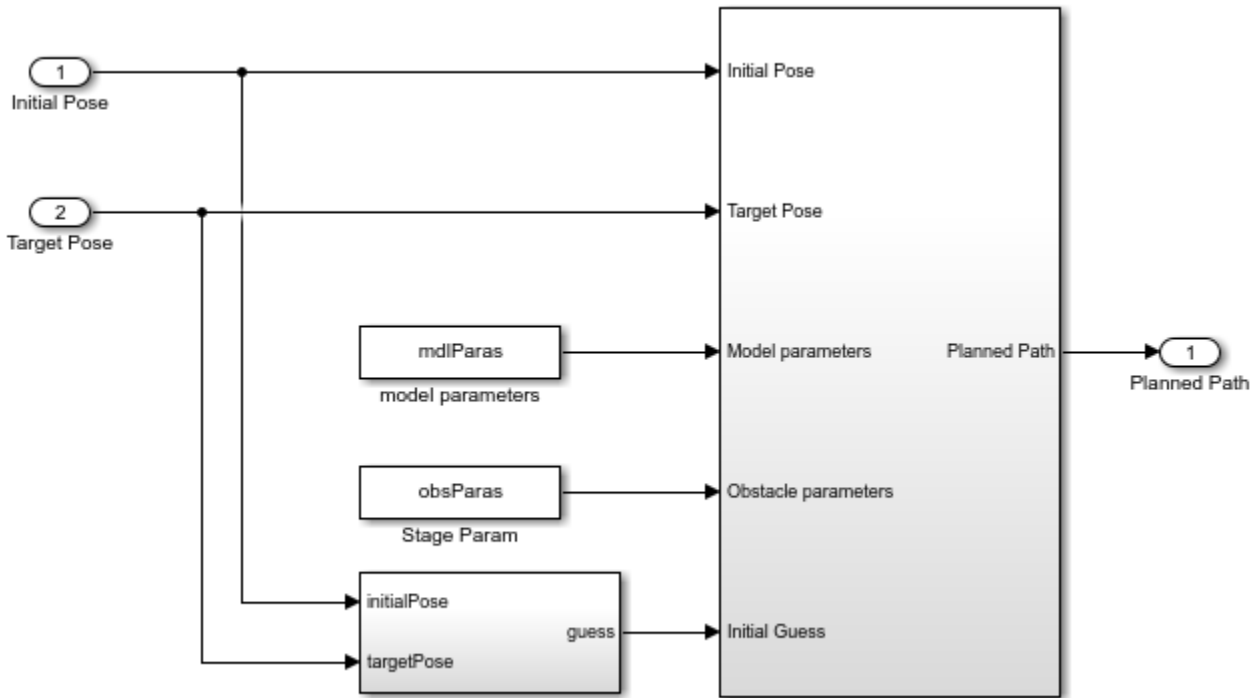 1
Initial Pose
Initial Pose
2
Target Pose
Target Pose
mdlParas
model parameters
Model parameters
Planned Path
1
Planned Path
obsParas
Stage Param
Obstacle parameters
initialPose
guess
targetPose
Initial Guess